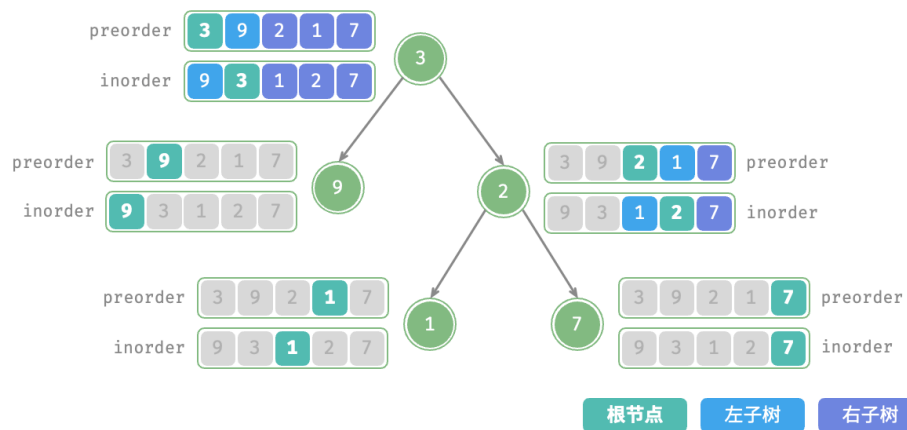 preorder 3 9 2 1 7
inorder 9 3 1 2 7
3
preorder 3 9 2 1 7
inorder 9 3 1 2 7
9
2
3 9 2 1 7 preorder
9 3 1 2 7 inorder
preorder 3 9 2 1 7
inorder 9 3 1 2 7
1
7
3 9 2 1 7 preorder
9 3 1 2 7 inorder
根节点 左子树 右子树